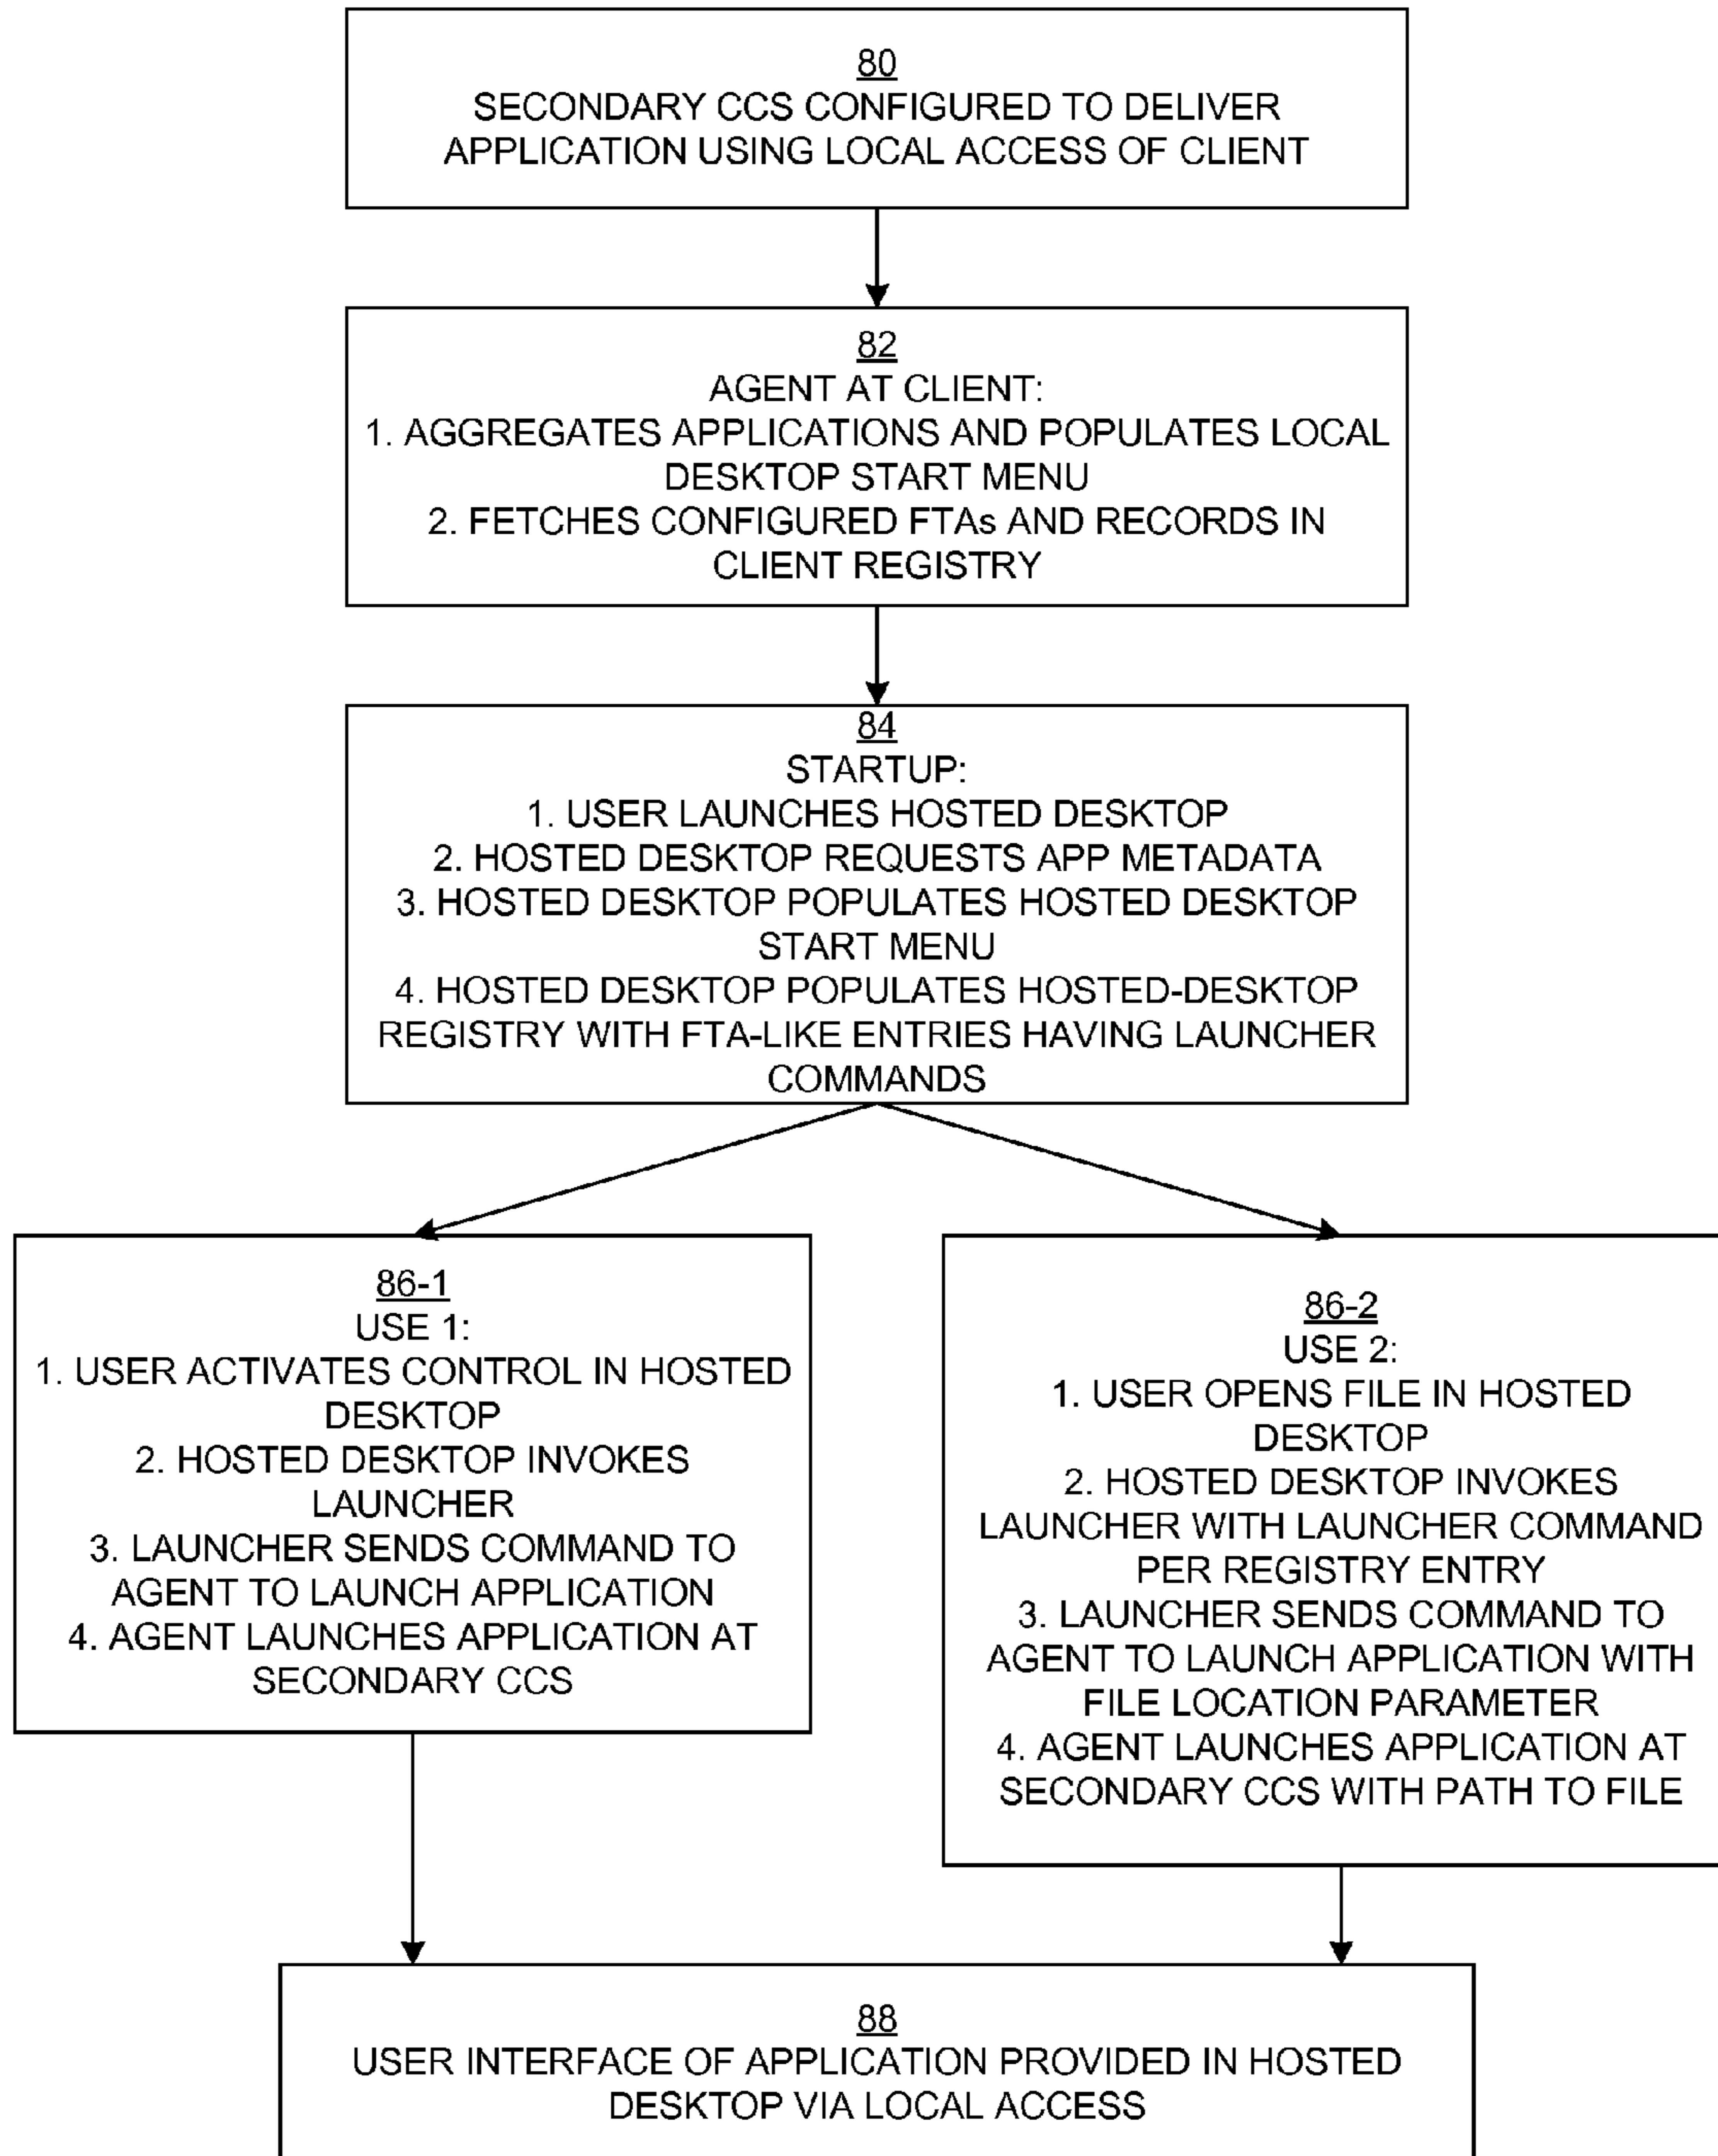 80
SECONDARY CCS CONFIGURED TO DELIVER
APPLICATION USING LOCAL ACCESS OF CLIENT
82
AGENT AT CLIENT:
1. AGGREGATES APPLICATIONS AND POPULATES LOCAL
DESKTOP START MENU
2. FETCHES CONFIGURED FTAs AND RECORDS IN
CLIENT REGISTRY
84
STARTUP:
1. USER LAUNCHES HOSTED DESKTOP
2. HOSTED DESKTOP REQUESTS APP METADATA
3. HOSTED DESKTOP POPULATES HOSTED DESKTOP
START MENU
4. HOSTED DESKTOP POPULATES HOSTED-DESKTOP
REGISTRY WITH FTA-LIKE ENTRIES HAVING LAUNCHER
COMMANDS
86-1
USE 1:
1. USER ACTIVATES CONTROL IN HOSTED
DESKTOP
2. HOSTED DESKTOP INVOKES
LAUNCHER
3. LAUNCHER SENDS COMMAND TO
AGENT TO LAUNCH APPLICATION
4. AGENT LAUNCHES APPLICATION AT
SECONDARY CCS
86-2
USE 2:
1. USER OPENS FILE IN HOSTED
DESKTOP
2. HOSTED DESKTOP INVOKES
LAUNCHER WITH LAUNCHER COMMAND
PER REGISTRY ENTRY
3. LAUNCHER SENDS COMMAND TO
AGENT TO LAUNCH APPLICATION WITH
FILE LOCATION PARAMETER
4. AGENT LAUNCHES APPLICATION AT
SECONDARY CCS WITH PATH TO FILE
88
USER INTERFACE OF APPLICATION PROVIDED IN HOSTED
DESKTOP VIA LOCAL ACCESS